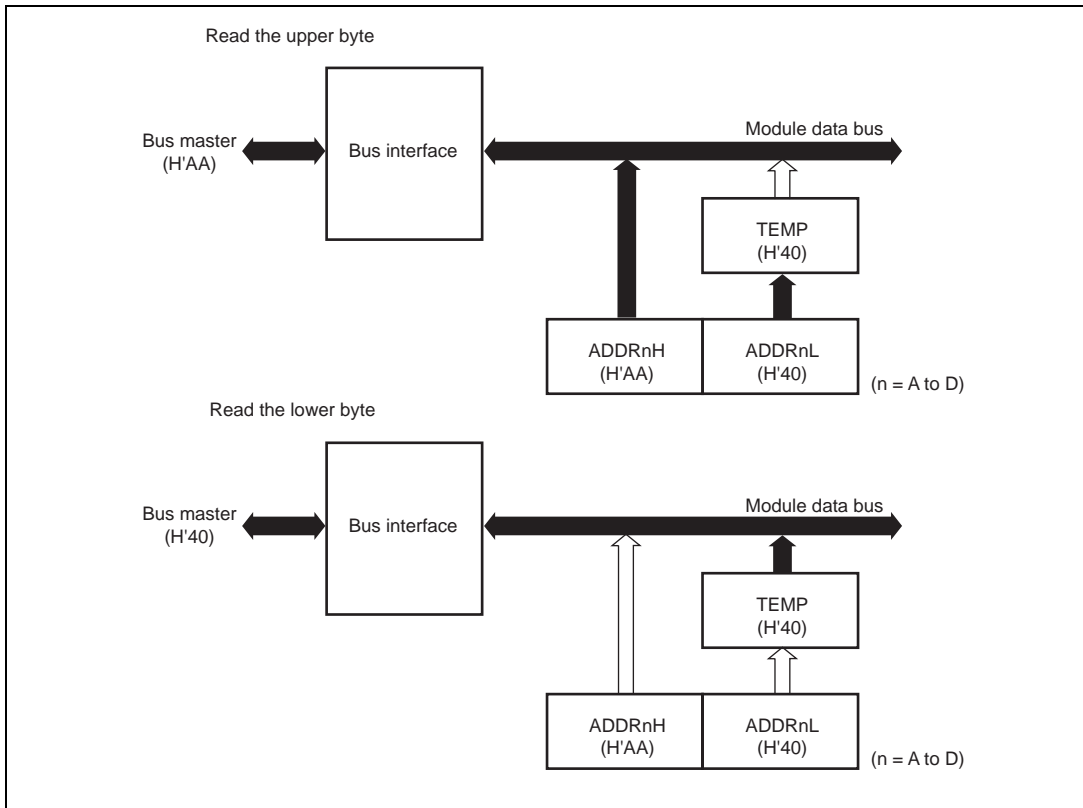 Read the upper byte
Bus master
(H'AA)
Bus interface
Module data bus
TEMP
(H'40)
ADDRnH
(H'AA)
ADDRnL
(H'40)
(n = A to D)
Read the lower byte
Bus master
(H'40)
Bus interface
Module data bus
TEMP
(H'40)
ADDRnH
(H'AA)
ADDRnL
(H'40)
(n = A to D)